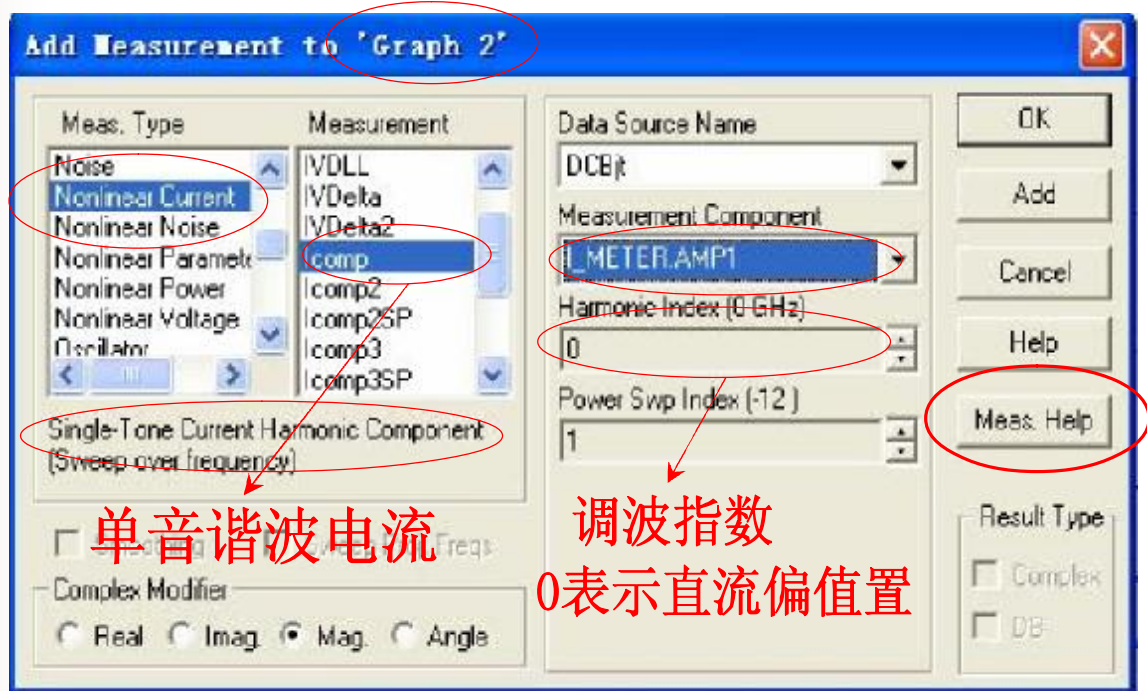 Add Measurement to 'Graph 2'
Meas. Type
Measurement
Noise
Nonlinear Current
Nonlinear Noise
Nonlinear Paramete
Nonlinear Power
Nonlinear Voltage
Oscillator
IVDLL
IVDelta
IVDelta2
Icomp
Icomp2
Icomp2SP
Icomp3
Icomp3SP
Single-Tone Current Harmonic Component
(Sweep over frequency)
单音谐波电流
Freqs
Complex Modifier
Real
Imag.
Mag.
Angle
Data Source Name
DCBjt
Measurement Component
I_METER.AMP1
Harmonic Index (0 GHz)
0
Power Swp Index (-12 )
1
调波指数
0表示直流偏值置
OK
Add
Cancel
Help
Meas. Help
Result Type
Complex
DB